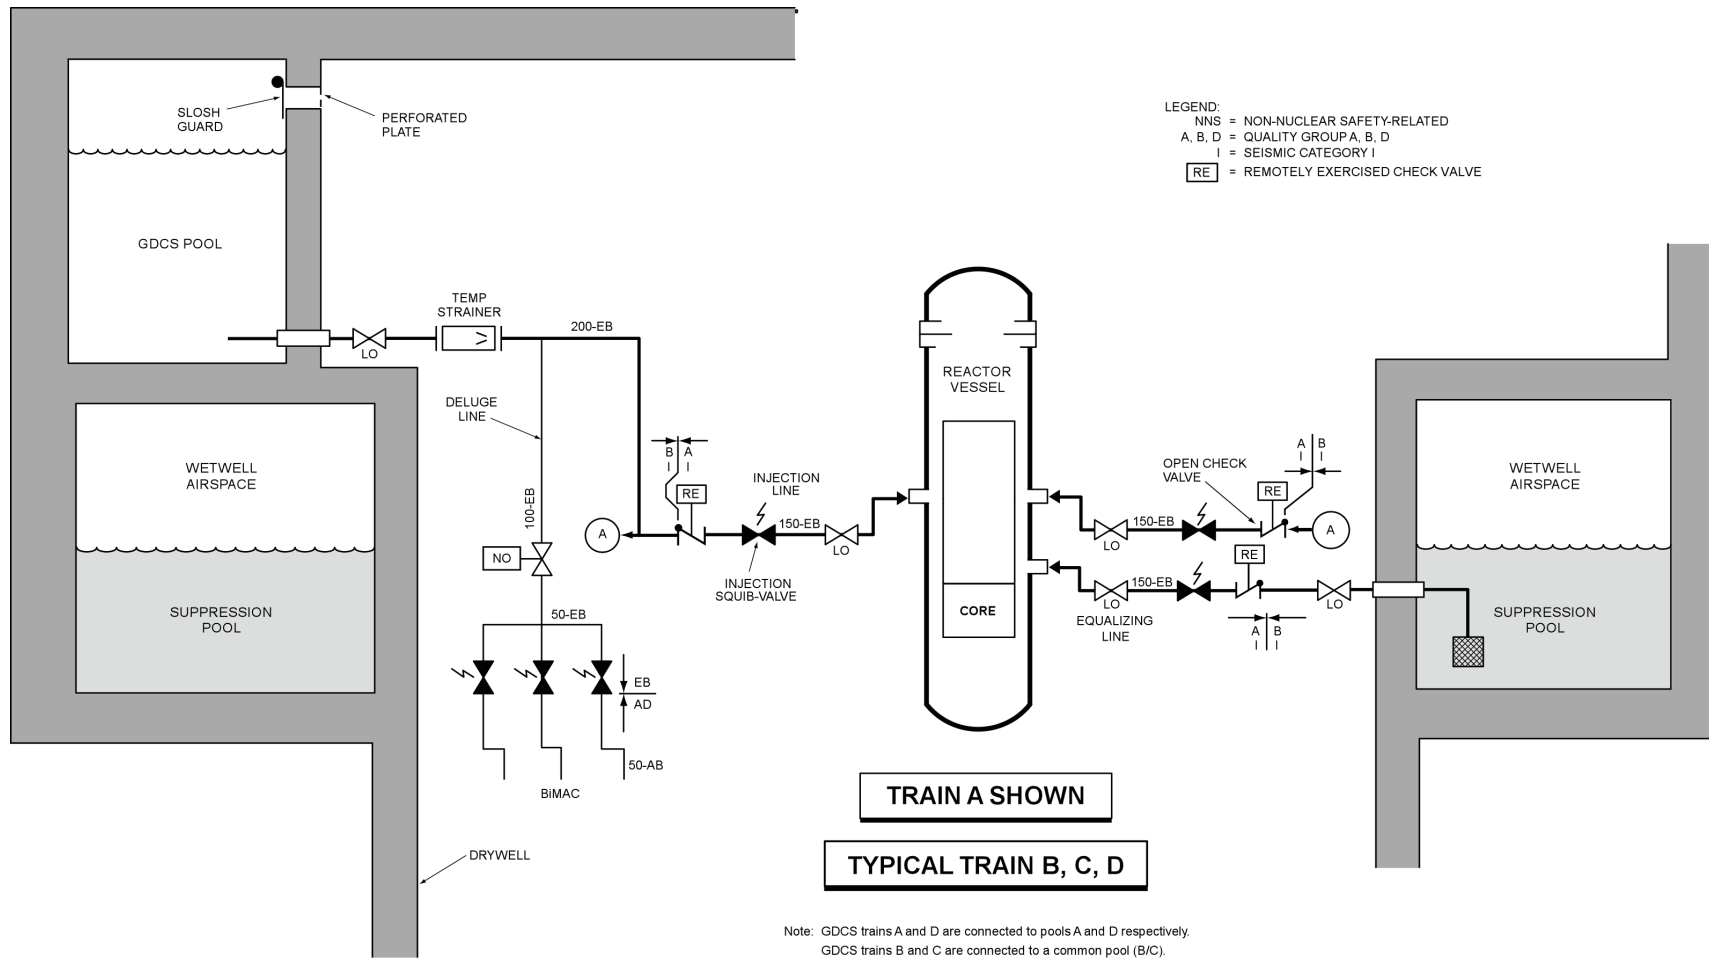 SLOSH
GUARD
PERFORATED
PLATE
GDCS POOL
LEGEND:
NNS = NON-NUCLEAR SAFETY-RELATED
A, B, D = QUALITY GROUP A, B, D
I = SEISMIC CATEGORY I
RE = REMOTELY EXERCISED CHECK VALVE
TEMP
STRAINER
LO
200-EB
DELUGE
LINE
100-EB
NO
50-EB
EB
AD
50-AB
BiMAC
WETWELL
AIRSPACE
SUPPRESSION
POOL
DRYWELL
B A
I I
RE
A
INJECTION
LINE
150-EB
LO
INJECTION
SQUIB-VALVE
REACTOR
VESSEL
CORE
OPEN CHECK
VALVE
A B
I I
RE
150-EB
LO
A
RE
150-EB
LO
LO
EQUALIZING
LINE
A B
I I
WETWELL
AIRSPACE
SUPPRESSION
POOL
TRAIN A SHOWN
TYPICAL TRAIN B, C, D
Note: GDCS trains A and D are connected to pools A and D respectively.
GDCS trains B and C are connected to a common pool (B/C).